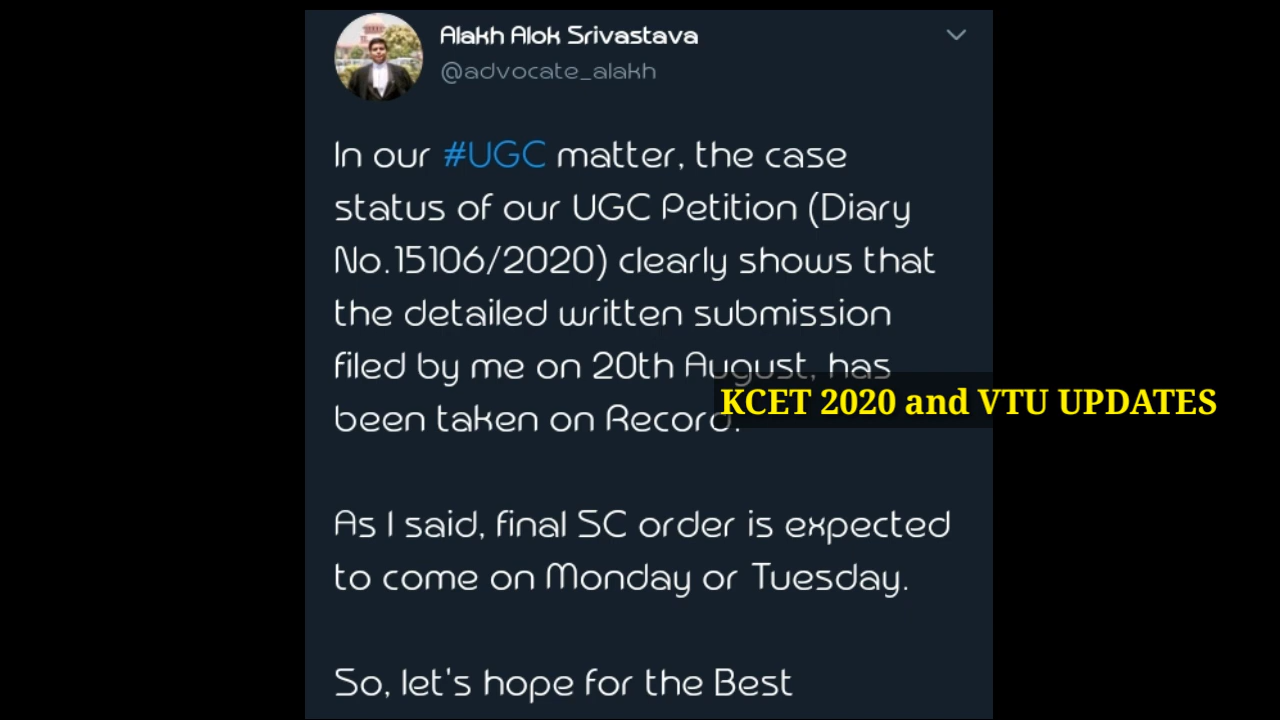 Alakh Alok Srivastava
@advocate_alakh
In our #UGC matter, the case
status of our UGC Petition (Diary
No.15106/2020) clearly shows that
the detailed written submission
filed by me on 20th August, has
been taken on Record.
KCET 2020 and VTU UPDATES
As I said, final SC order is expected
to come on Monday or Tuesday.
So, let's hope for the Best